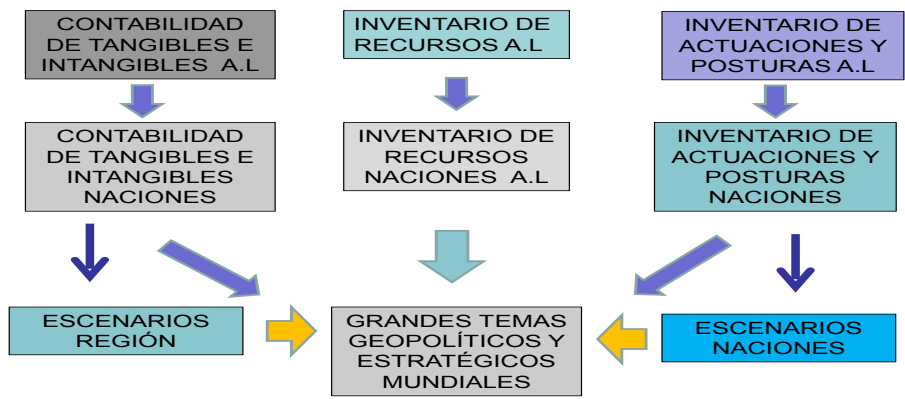 CONTABILIDAD
DE TANGIBLES E
INTANGIBLES A.L
INVENTARIO DE
RECURSOS A.L
INVENTARIO DE
ACTUACIONES Y
POSTURAS A.L
CONTABILIDAD
DE TANGIBLES E
INTANGIBLES
NACIONES
INVENTARIO DE
RECURSOS
NACIONES A.L
INVENTARIO DE
ACTUACIONES Y
POSTURAS
NACIONES
ESCENARIOS
REGIÓN
GRANDES TEMAS
GEOPOLÍTICOS Y
ESTRATÉGICOS
MUNDIALES
ESCENARIOS
NACIONES